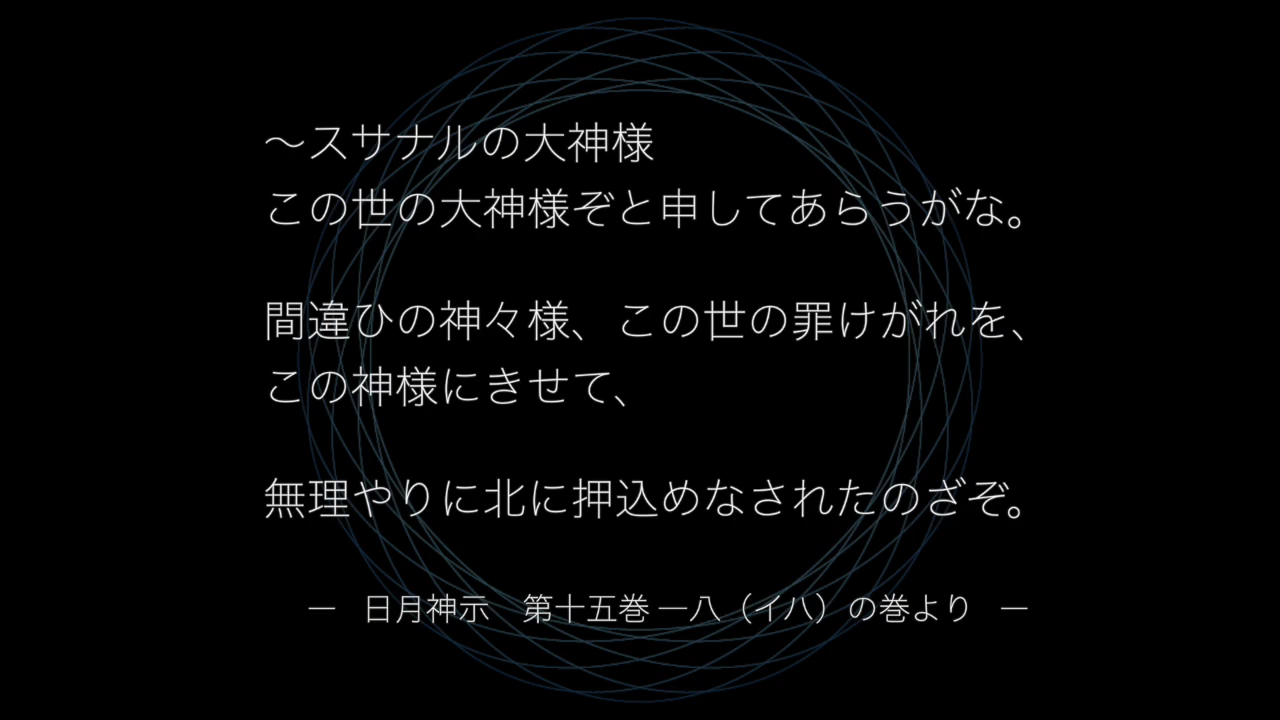 ～スサナルの大神様
この世の大神様ぞと申してあらうがな。
間違ひの神々様、この世の罪けがれを、
この神様にきせて、
無理やりに北に押込めなされたのざぞ。
― 日月神示　第十五巻 一八（イハ）の巻より ―